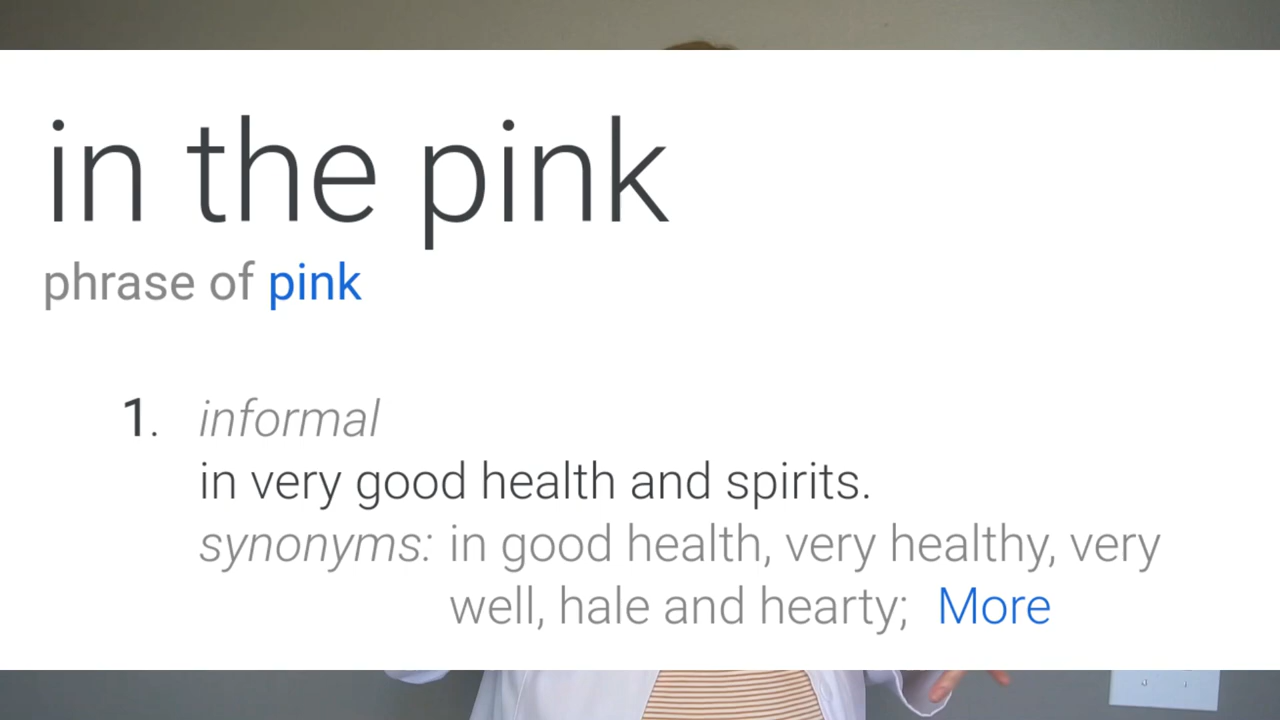 in the pink
phrase of pink
1. informal
in very good health and spirits.
synonyms: in good health, very healthy, very
well, hale and hearty; More